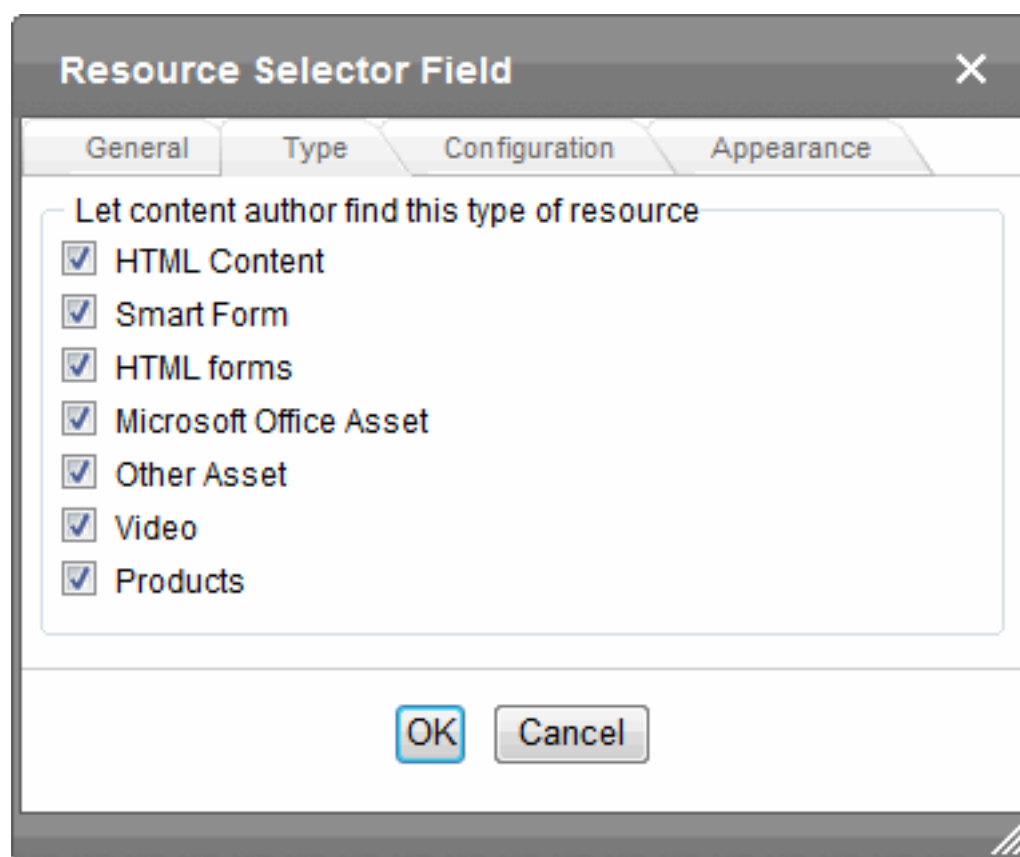 Resource Selector Field
General Type Configuration Appearance
Let content author find this type of resource
HTML Content
Smart Form
HTML forms
Microsoft Office Asset
Other Asset
Video
Products
OK Cancel